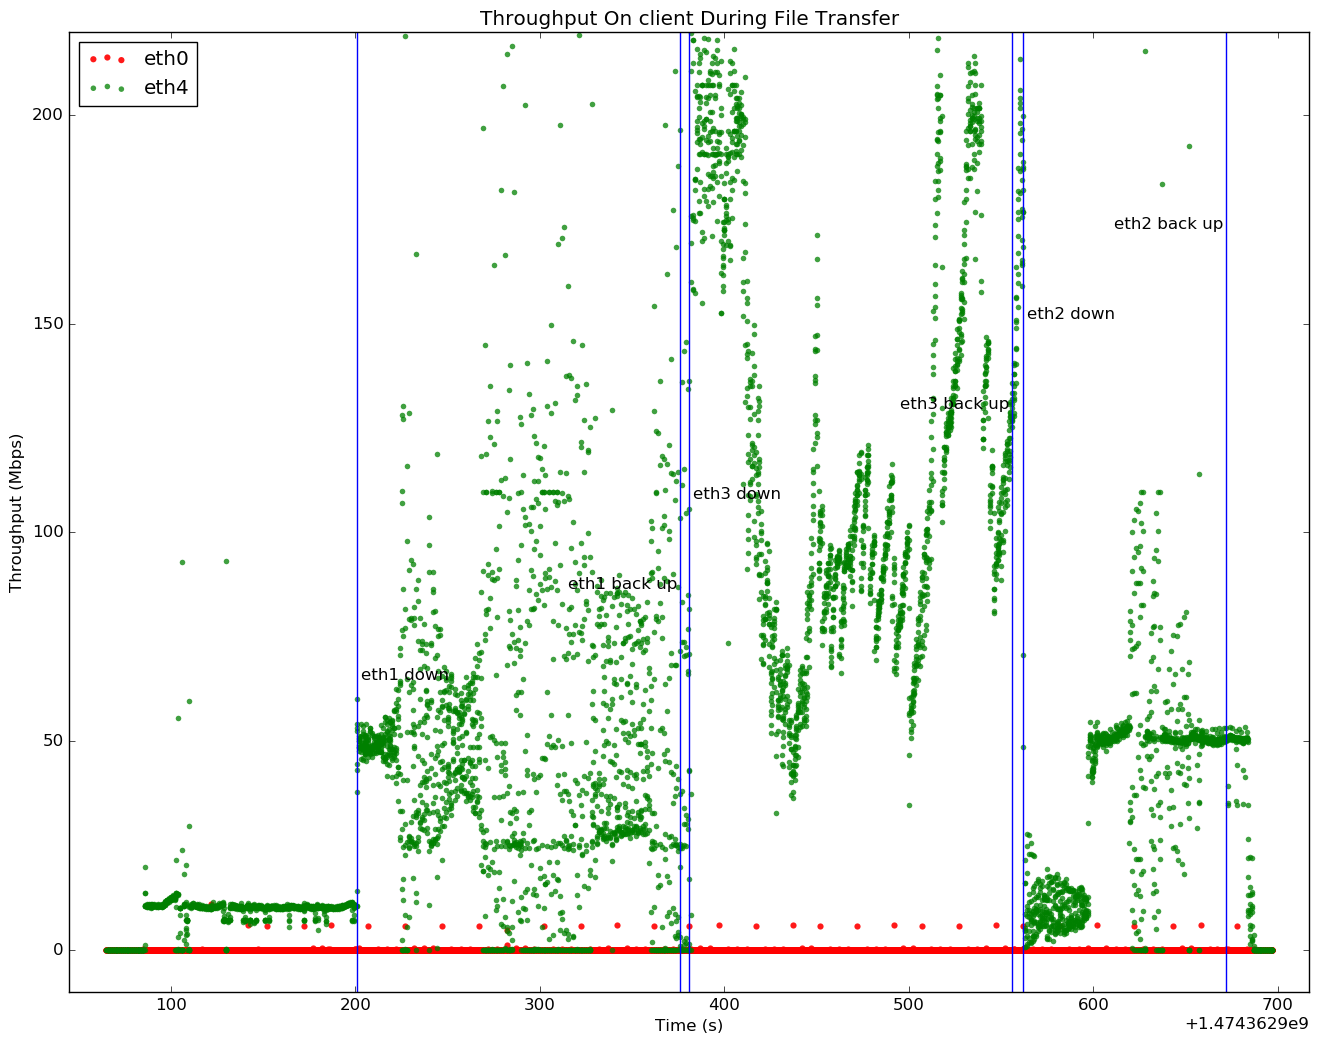 Throughput On client During File Transfer
eth0
eth4
200
150
100
50
0
Throughput (Mbps)
eth2 back up
eth2 down
eth3 back up
eth3 down
eth1 back up
eth1 down
100
200
300
400
500
600
700
Time (s)
+1.4743629e9